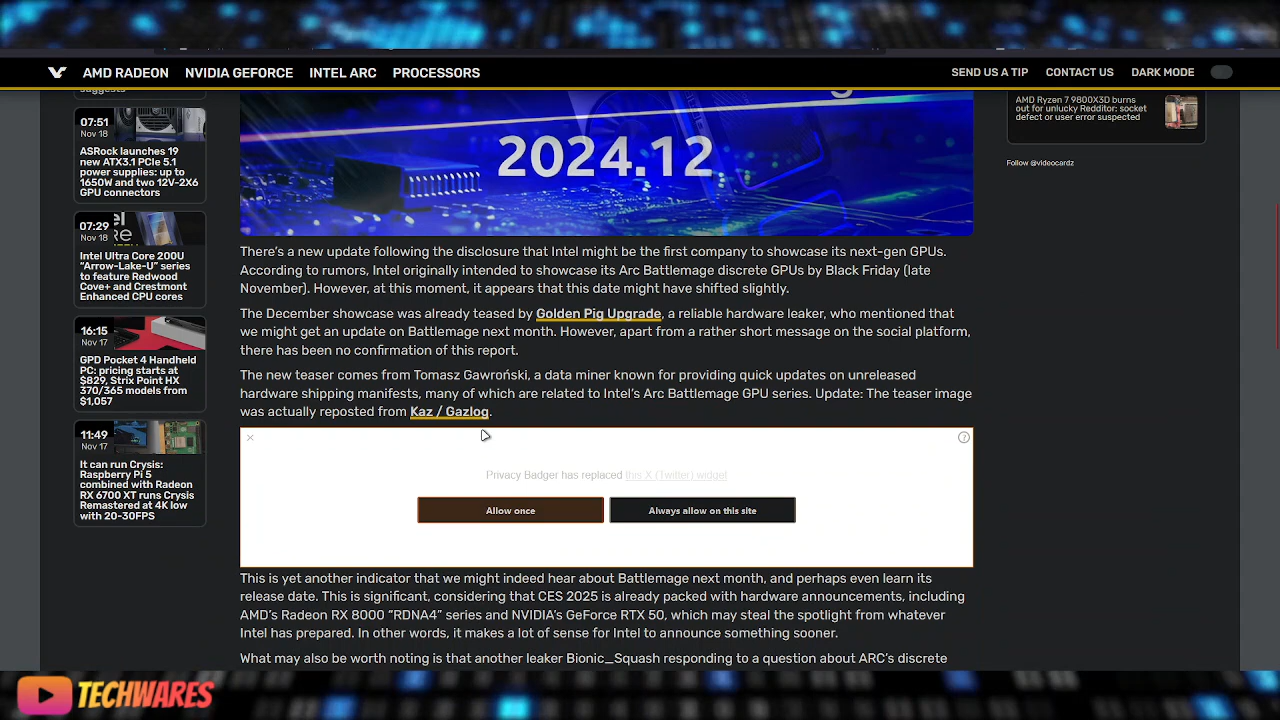 AMD RADEON NVIDIA GEFORCE INTEL ARC PROCESSORS
SEND US A TIP CONTACT US DARK MODE
suggests
07:51
Nov 18
ASRock launches 19
new ATX3.1 PCIe 5.1
power supplies: up to
1650W and two 12V-2X6
GPU connectors
07:29
Nov 18
Intel Ultra Core 200U
“Arrow-Lake-U” series
to feature Redwood
Cove+ and Crestmont
Enhanced CPU cores
16:15
Nov 17
GPD Pocket 4 Handheld
PC: pricing starts at
$829, Strix Point HX
370/365 models from
$1,057
11:49
Nov 17
It can run Crysis:
Raspberry Pi 5
combined with Radeon
RX 6700 XT runs Crysis
Remastered at 4K low
with 20-30FPS
2024.12
There’s a new update following the disclosure that Intel might be the first company to showcase its next-gen GPUs.
According to rumors, Intel originally intended to showcase its Arc Battlemage discrete GPUs by Black Friday (late
November). However, at this moment, it appears that this date might have shifted slightly.
The December showcase was already teased by Golden Pig Upgrade, a reliable hardware leaker, who mentioned that
we might get an update on Battlemage next month. However, apart from a rather short message on the social platform,
there has been no confirmation of this report.
The new teaser comes from Tomasz Gawroński, a data miner known for providing quick updates on unreleased
hardware shipping manifests, many of which are related to Intel’s Arc Battlemage GPU series. Update: The teaser image
was actually reposted from Kaz / Gazlog.
Privacy Badger has replaced this X (Twitter) widget
Allow once
Always allow on this site
This is yet another indicator that we might indeed hear about Battlemage next month, and perhaps even learn its
release date. This is significant, considering that CES 2025 is already packed with hardware announcements, including
AMD’s Radeon RX 8000 “RDNA4” series and NVIDIA’s GeForce RTX 50, which may steal the spotlight from whatever
Intel has prepared. In other words, it makes a lot of sense for Intel to announce something sooner.
What may also be worth noting is that another leaker Bionic_Squash responding to a question about ARC’s discrete
AMD Ryzen 7 9800X3D burns
out for unlucky Redditor: socket
defect or user error suspected
Follow @videocardz
TECHWARES